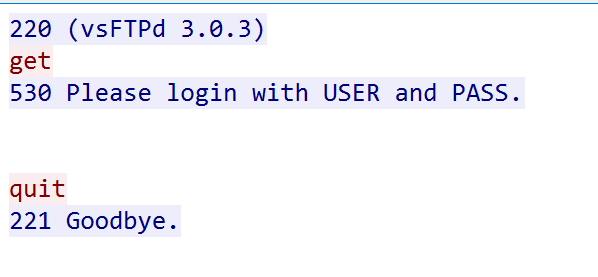 220 (vsFTPd 3.0.3)
get
530 Please login with USER and PASS.
quit
221 Goodbye.